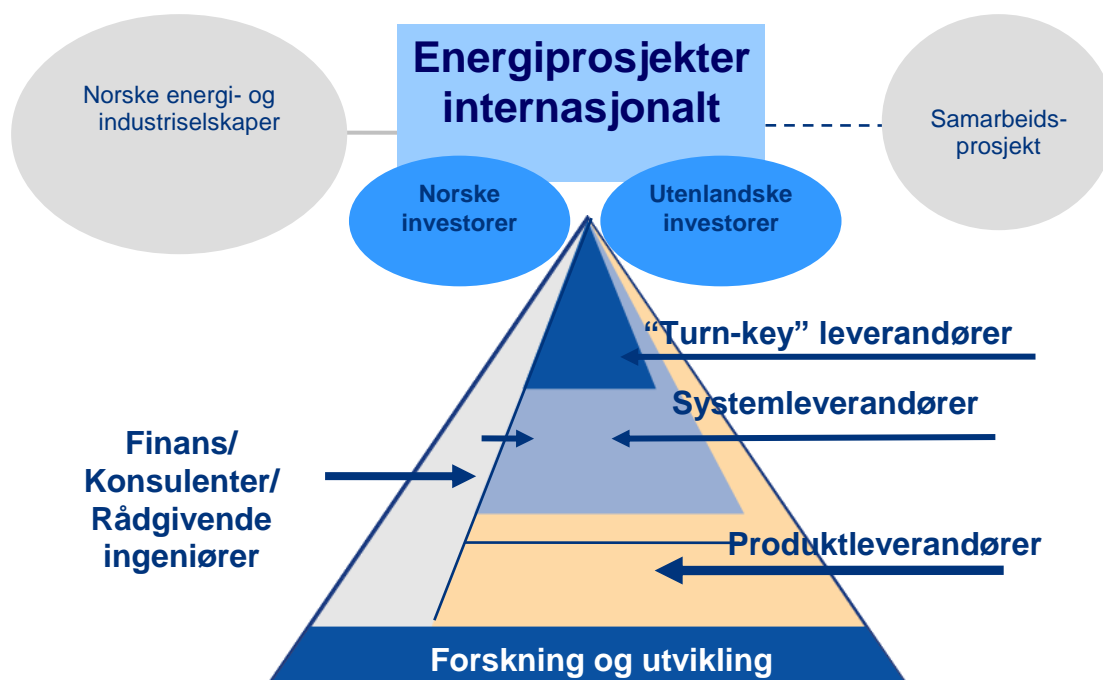 Norske energi- og
industriselskaper
Energiprosjekter
internasjonalt
Samarbeids-
prosjekt
Norske
investorer
Utenlandske
investorer
“Turn-key” leverandører
Systemleverandører
Finans/
Konsulenter/
Rådgivende
ingeniører
Produktleverandører
Forskning og utvikling